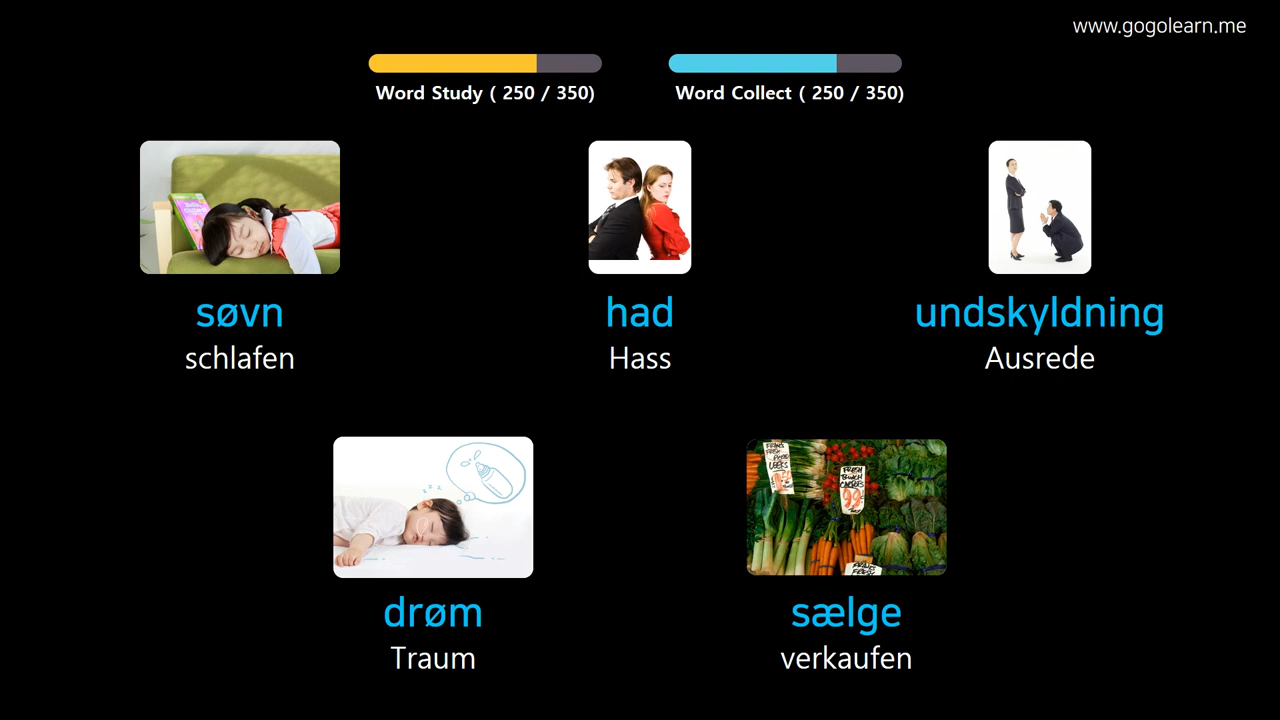 www.gogolearn.me
Word Study ( 250 / 350)
Word Collect ( 250 / 350)
søvn
schlafen
had
Hass
undskyldning
Ausrede
drøm
Traum
sælge
verkaufen